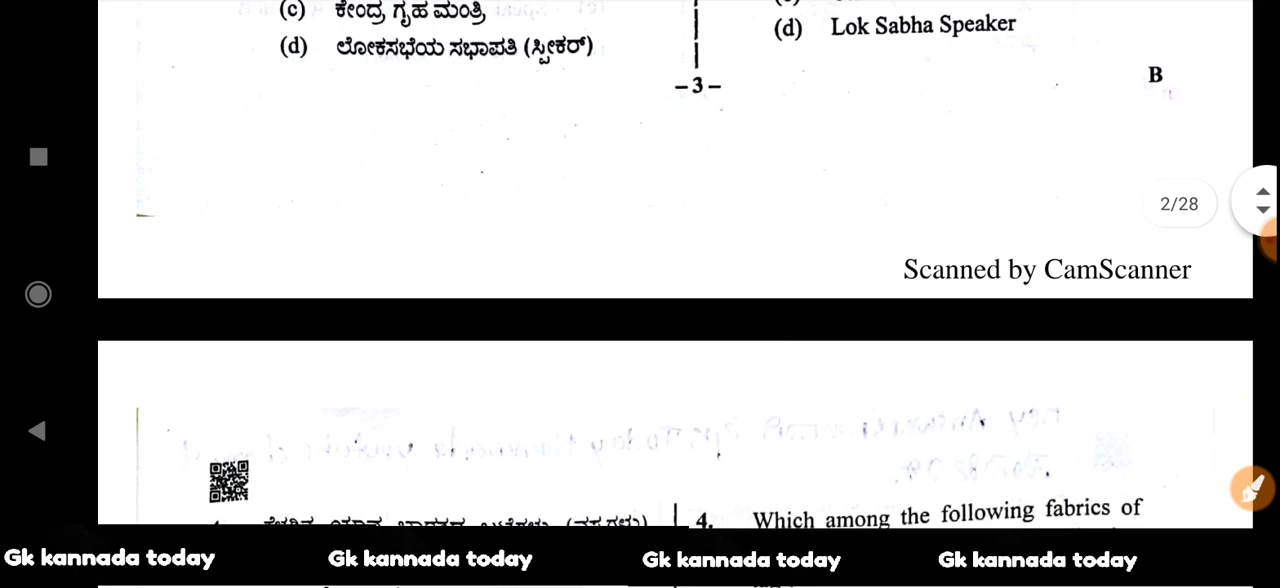 (c) ಕೇಂದ್ರ ಗೃಹ ಮಂತ್ರಿ
(d) ಲೋಕಸಭೆಯ ಸಭಾಪತಿ (ಸ್ಪೀಕರ್)
(d) Lok Sabha Speaker
– 3 –
B
2/28
Scanned by CamScanner
4. Which among the following fabrics of
Gk kannada today Gk kannada today Gk kannada today Gk kannada today